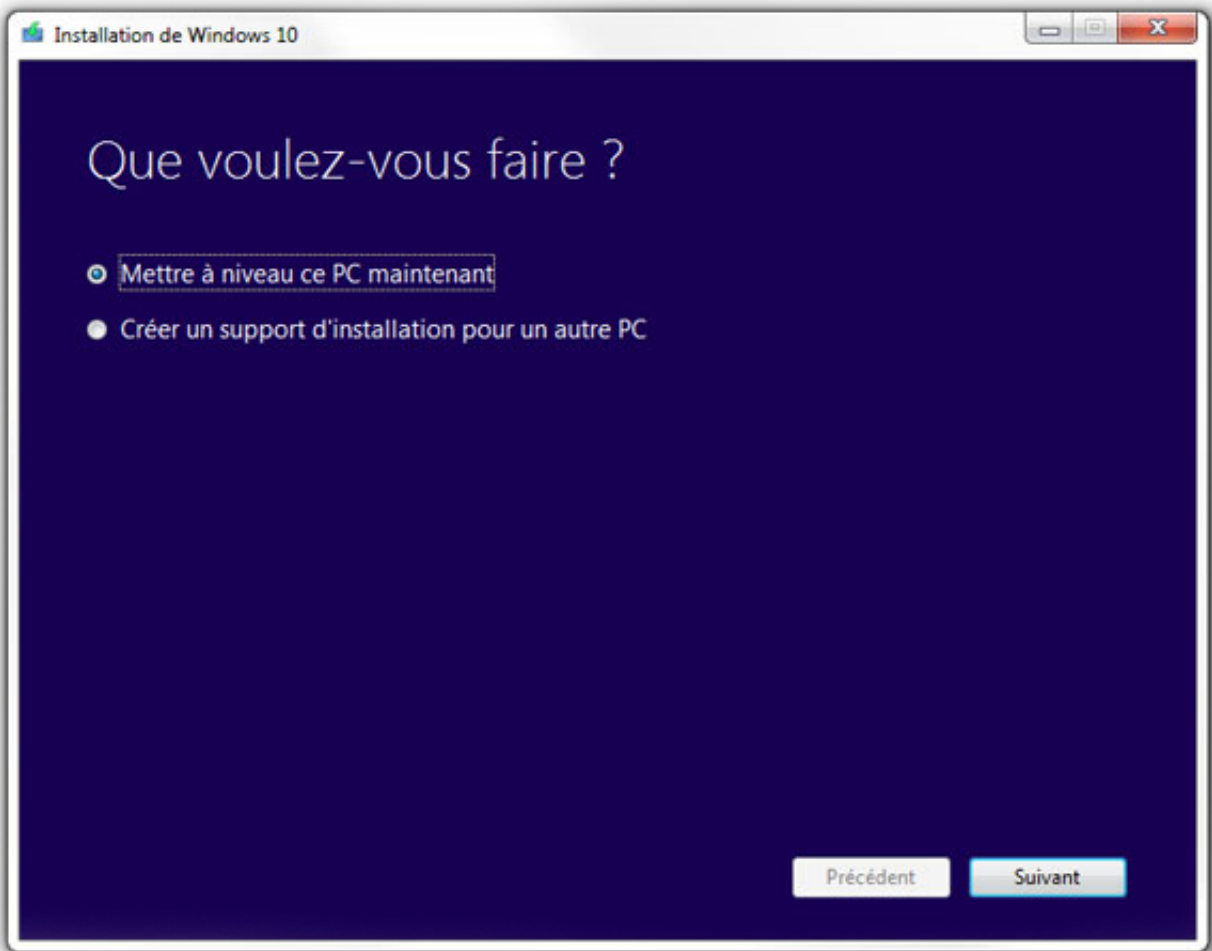 Installation de Windows 10
Que voulez-vous faire ?
Mettre à niveau ce PC maintenant
Créer un support d'installation pour un autre PC
Précédent
Suivant